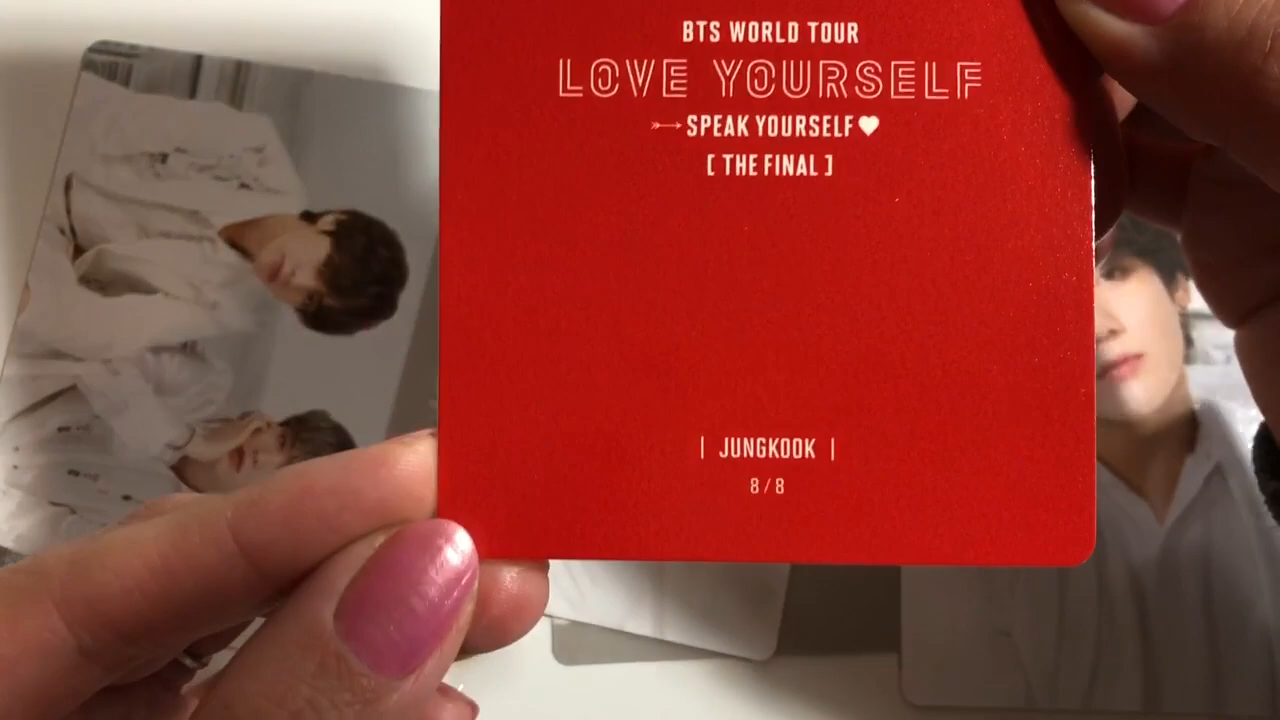 BTS WORLD TOUR
LOVE YOURSELF
SPEAK YOURSELF♥
[ THE FINAL ]
| JUNGKOOK |
8/8